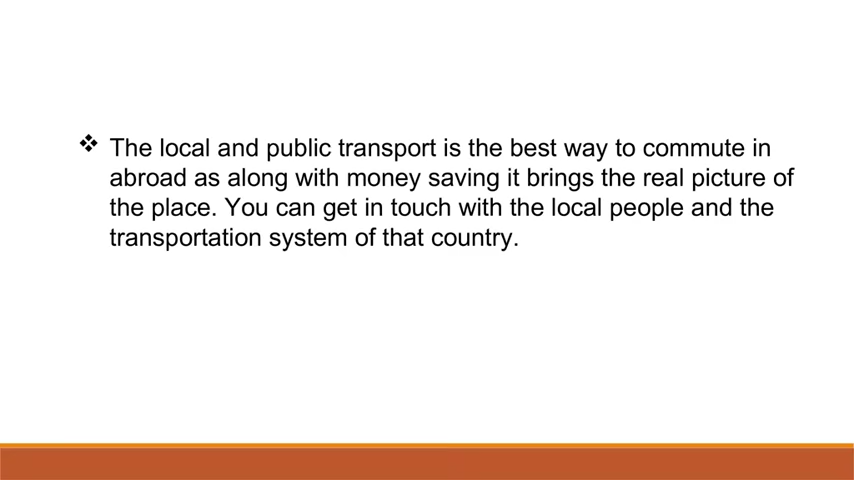 ❖ The local and public transport is the best way to commute in
abroad as along with money saving it brings the real picture of
the place. You can get in touch with the local people and the
transportation system of that country.